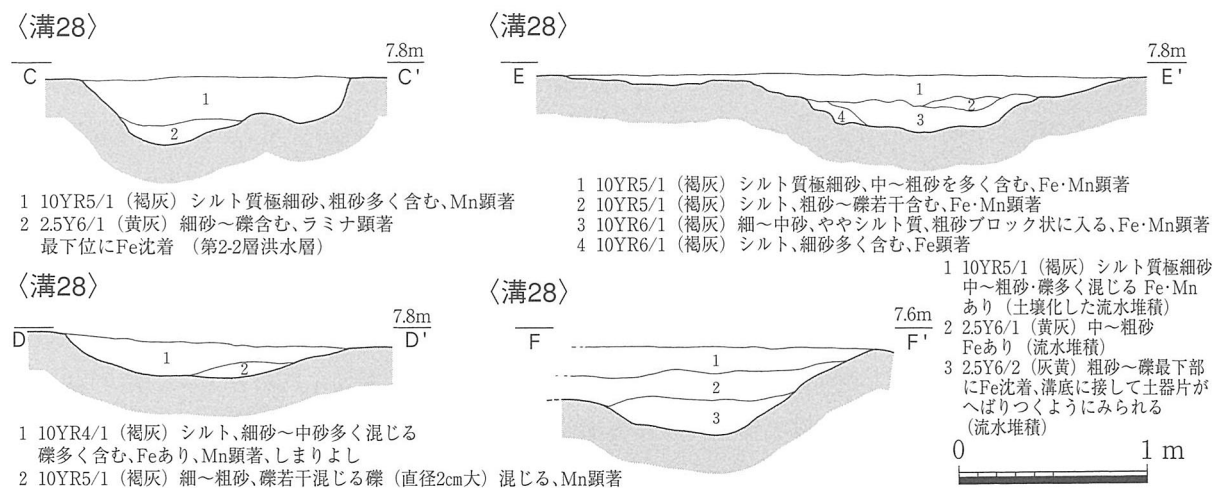 〈溝28〉
7.8m
C
C'
1
2
1 10YR5/1（褐灰）シルト質極細砂、粗砂多く含む、Mn顕著
2 2.5Y6/1（黄灰）細砂～礫含む、ラミナ顕著
最下位にFe沈着　（第2-2層洪水層）
〈溝28〉
7.8m
E
E'
1
2
3
4
1 10YR5/1（褐灰）シルト質極細砂、中～粗砂を多く含む、Fe･Mn顕著
2 10YR5/1（褐灰）シルト、粗砂～礫若干含む、Fe･Mn顕著
3 10YR6/1（褐灰）細～中砂、ややシルト質、粗砂ブロック状に入る、Fe･Mn顕著
4 10YR6/1（褐灰）シルト、細砂多く含む、Fe顕著
〈溝28〉
7.8m
D
D'
1
2
1 10YR4/1（褐灰）シルト、細砂～中砂多く混じる
礫多く含む、Feあり、Mn顕著、しまりよし
2 10YR5/1（褐灰）細～粗砂、礫若干混じる礫（直径2cm大）混じる、Mn顕著
〈溝28〉
7.6m
F
F'
1
2
3
1 10YR5/1（褐灰）シルト質極細砂
中～粗砂･礫多く混じる Fe･Mn
あり（土壌化した流水堆積）
2 2.5Y6/1（黄灰）中～粗砂
Feあり（流水堆積）
3 2.5Y6/2（灰黄）粗砂～礫最下部
にFe沈着、溝底に接して土器片が
へばりつくようにみられる
（流水堆積）
0
1 m